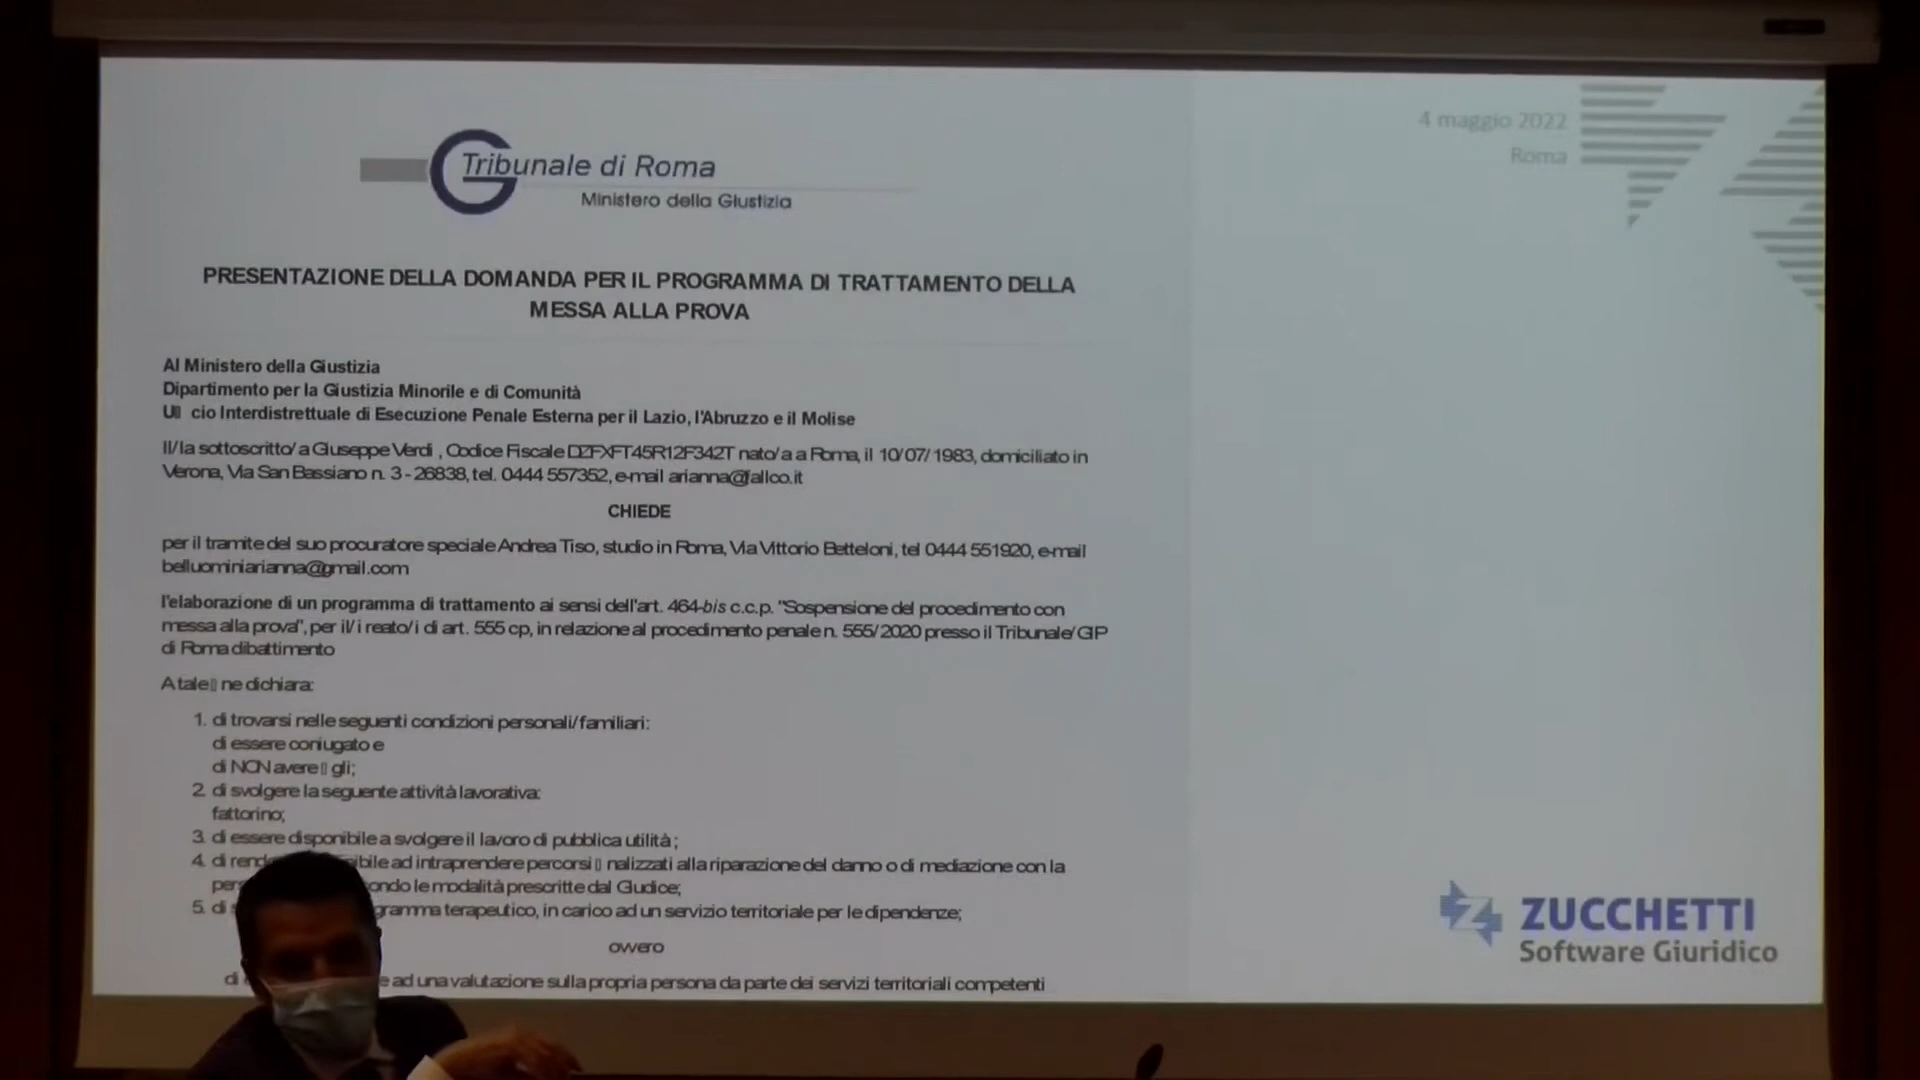 4 maggio 2022
Roma
Tribunale di Roma
Ministero della Giustizia
PRESENTAZIONE DELLA DOMANDA PER IL PROGRAMMA DI TRATTAMENTO DELLA
MESSA ALLA PROVA
Al Ministero della Giustizia
Dipartimento per la Giustizia Minorile e di Comunità
U▯ cio Interdistrettuale di Esecuzione Penale Esterna per il Lazio, l'Abruzzo e il Molise
Il/la sottoscritto/a Giuseppe Verdi , Codice Fiscale DZFXFT45R12F342T nato/a a Roma, il 10/07/1983, domiciliato in
Verona, Via San Bassiano n. 3 - 26838, tel. 0444 557352, e-mail arianna@fallco.it
CHIEDE
per il tramite del suo procuratore speciale Andrea Tiso, studio in Roma, Via Vittorio Betteloni, tel 0444 551920, e-mail
belluominiarianna@gmail.com
l'elaborazione di un programma di trattamento ai sensi dell'art. 464-bis c.c.p. "Sospensione del procedimento con
messa alla prova", per il/i reato/i di art. 555 cp, in relazione al procedimento penale n. 555/2020 presso il Tribunale/GIP
di Roma dibattimento
A tale ▯ ne dichiara:
1. di trovarsi nelle seguenti condizioni personali/familiari:
di essere coniugato e
di NON avere ▯ gli;
2. di svolgere la seguente attività lavorativa:
fattorino;
3. di essere disponibile a svolgere il lavoro di pubblica utilità ;
4. di rend ibile ad intraprendere percorsi ▯ nalizzati alla riparazione del danno o di mediazione con la
per ondo le modalità prescritte dal Giudice;
5. di gramma terapeutico, in carico ad un servizio territoriale per le dipendenze;
ovvero
di e ad una valutazione sulla propria persona da parte dei servizi territoriali competenti
ZUCCHETTI
Software Giuridico